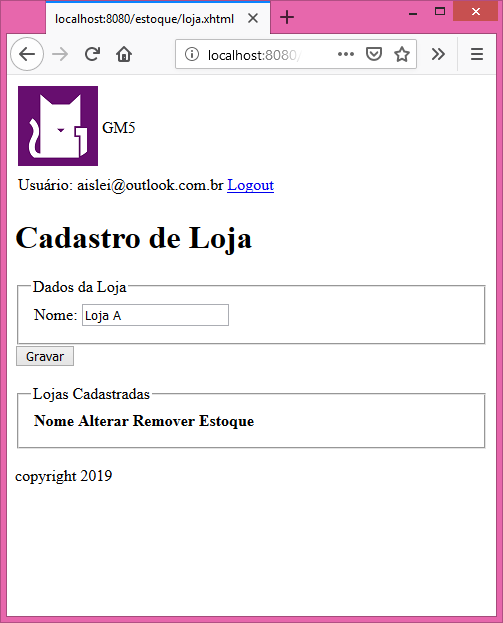 localhost:8080/estoque/loja.xhtml
localhost:8080/
GM5
Usuário: aislei@outlook.com.br Logout
Cadastro de Loja
Dados da Loja
Nome: Loja A
Gravar
Lojas Cadastradas
Nome Alterar Remover Estoque
copyright 2019